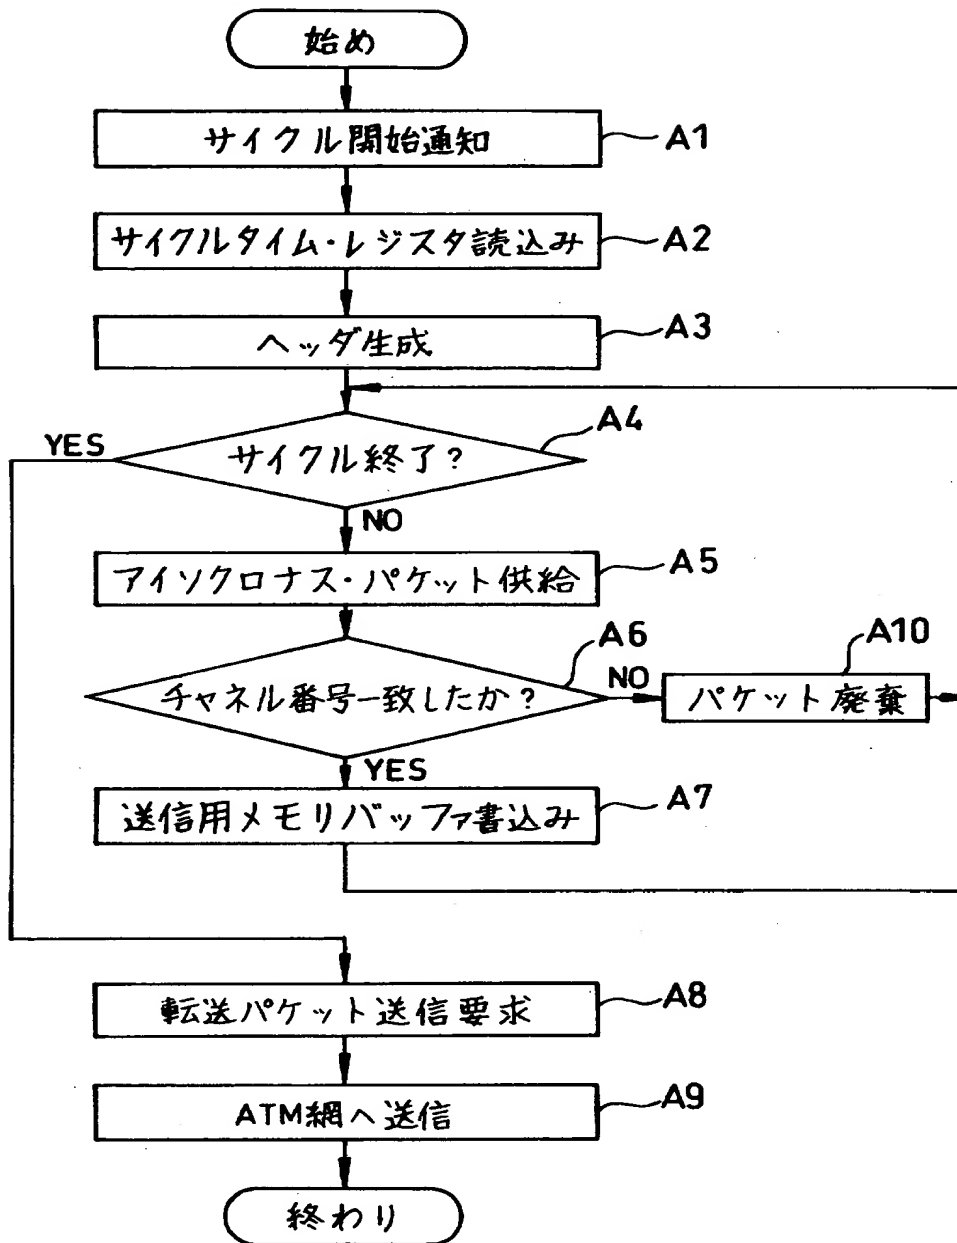 始め
サイクル開始通知
A1
サイクルタイム・レジスタ読込み
A2
ヘッダ生成
A3
サイクル終了?
A4
YES
NO
アイソクロナス・パケット供給
A5
チャネル番号一致したか?
A6
NO
パケット廃棄
A10
YES
送信用メモリバッファ書込み
A7
転送パケット送信要求
A8
ATM網へ送信
A9
終わり